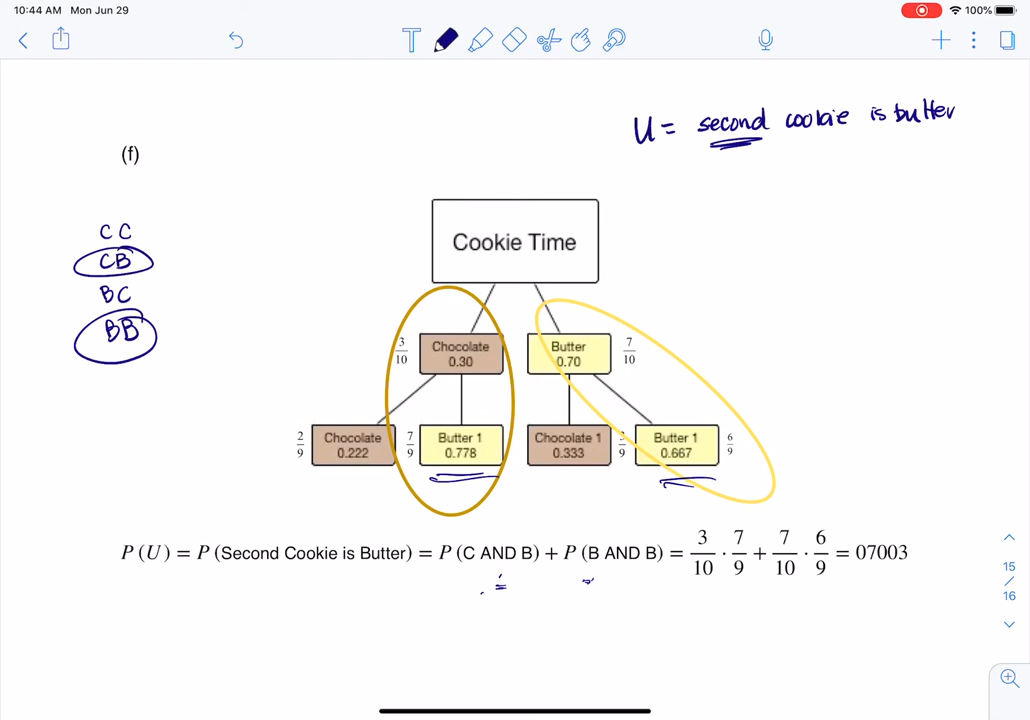 10:44 AM Mon Jun 29
100%
U = second cookie is butter
(f)
CC
CB
BC
BB
Cookie Time
3/10
Chocolate
0.30
Butter
0.70
7/10
2/9
Chocolate
0.222
7/9
Butter 1
0.778
Chocolate 1
0.333
3/9
Butter 1
0.667
6/9
P (U) = P (Second Cookie is Butter) = P (C AND B) + P (B AND B) = 3/10 · 7/9 + 7/10 · 6/9 = 07003
15
/
16